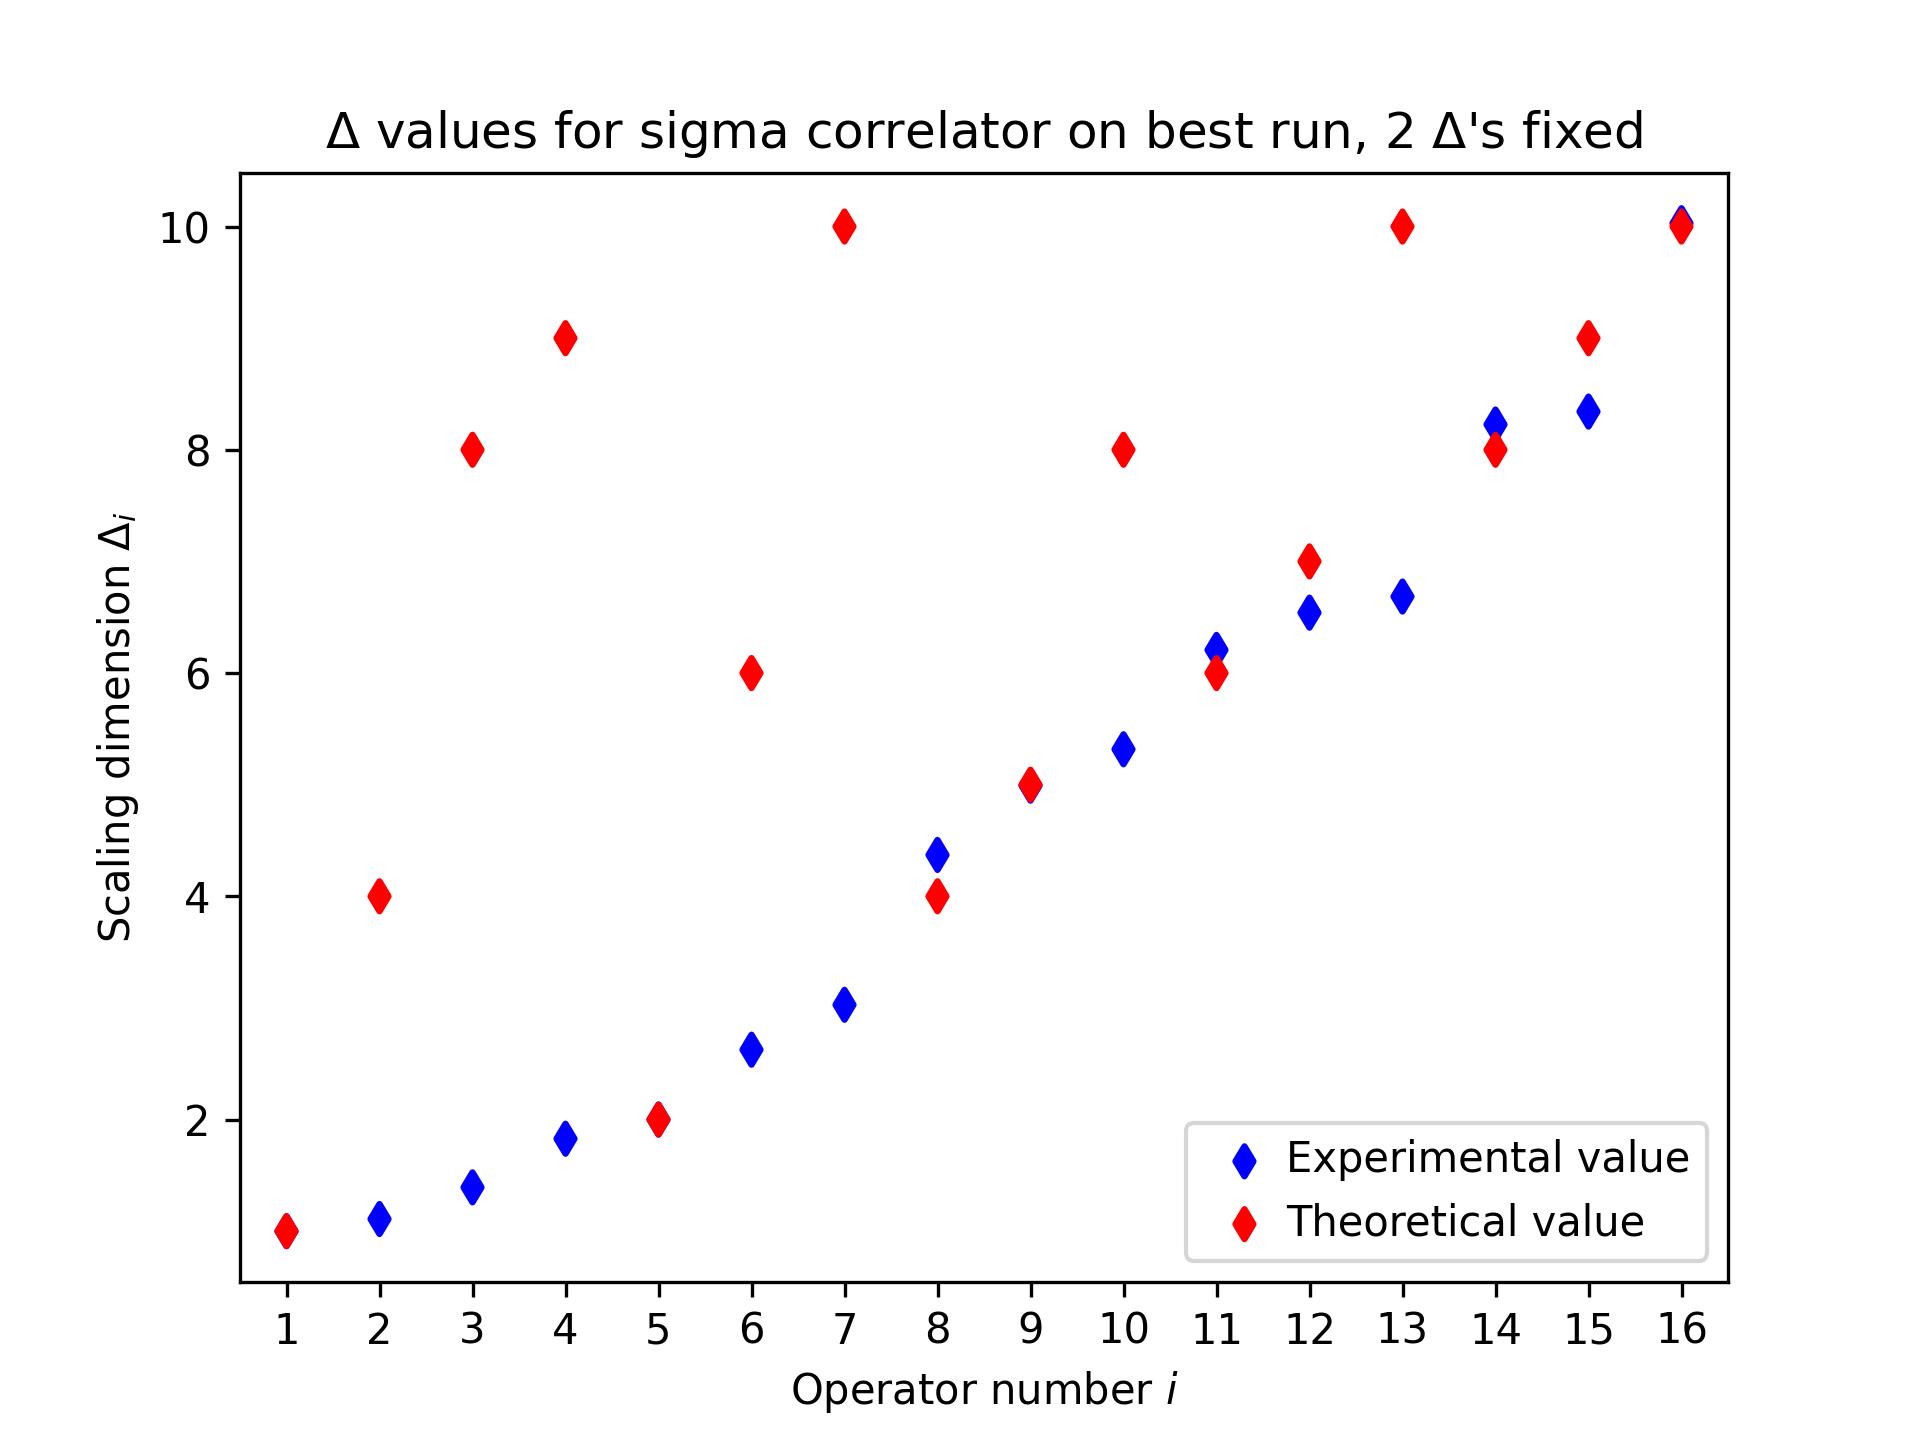 Δ values for sigma correlator on best run, 2 Δ's fixed
10
8
6
4
2
Scaling dimension Δi
Experimental value
Theoretical value
1 2 3 4 5 6 7 8 9 10 11 12 13 14 15 16
Operator number i